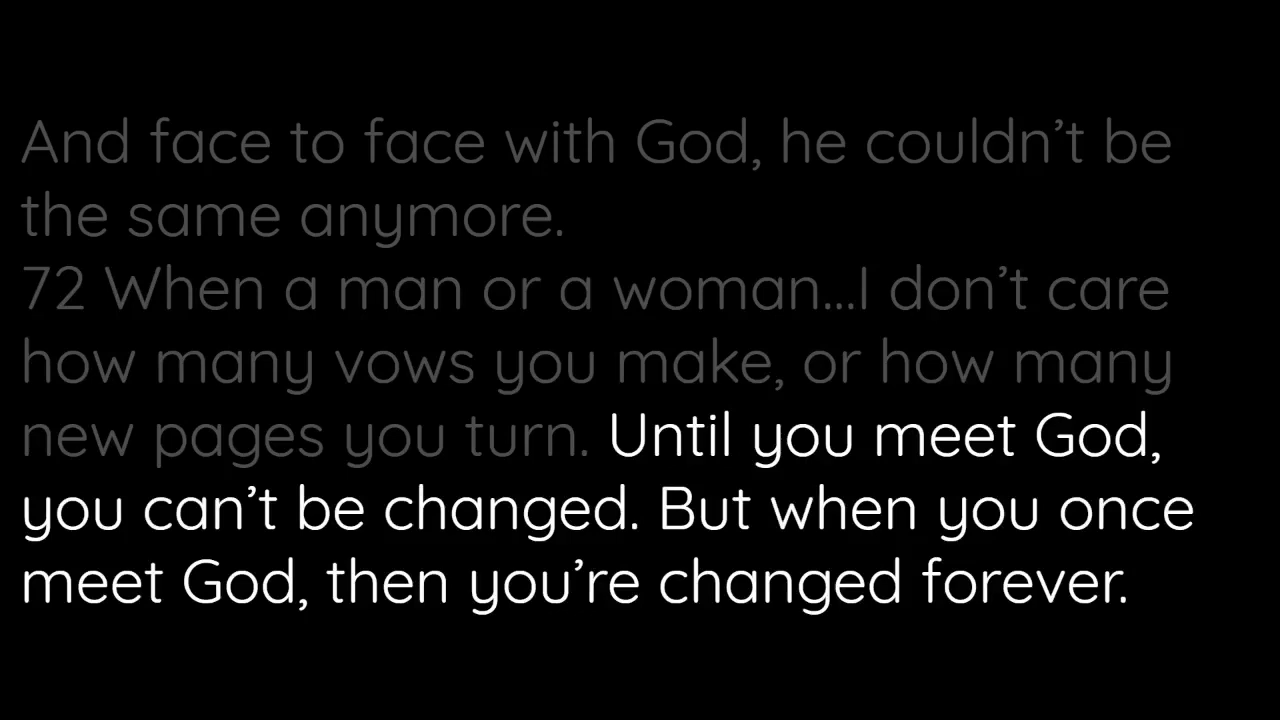 And face to face with God, he couldn’t be
the same anymore.
72 When a man or a woman...I don’t care
how many vows you make, or how many
new pages you turn. Until you meet God,
you can’t be changed. But when you once
meet God, then you’re changed forever.